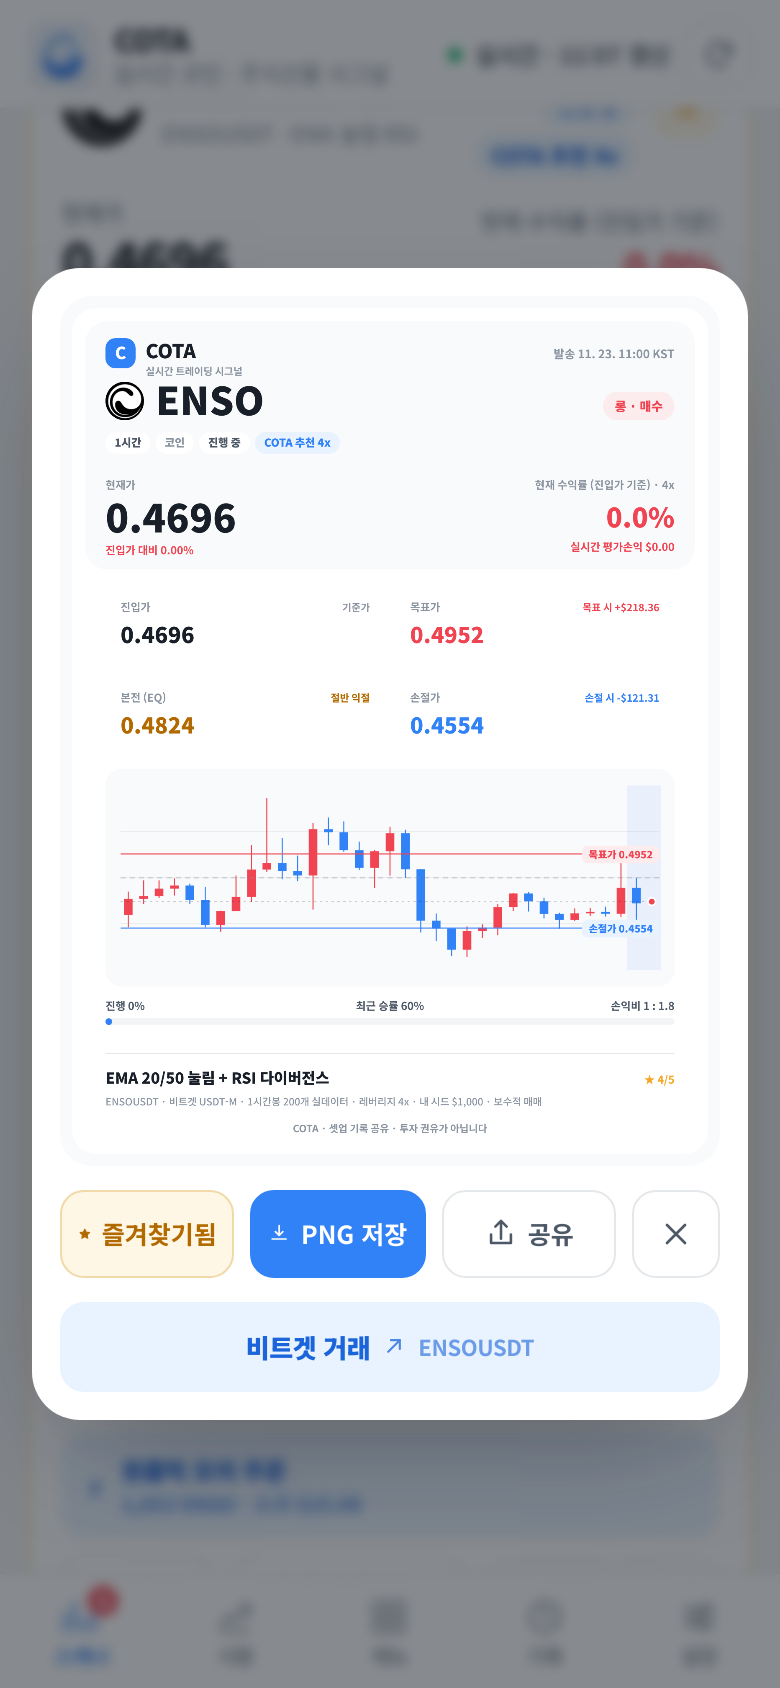 COTA
0.4696
C COTA
실시간 트레이딩 시그널
발송 11. 23. 11:00 KST
ENSO
롱 · 매수
1시간 코인 진행 중 COTA 추천 4x
현재가
현재 수익률 (진입가 기준) · 4x
0.4696
0.0%
진입가 대비 0.00%
실시간 평가손익 $0.00
진입가 기준가
0.4696
목표가 목표 시 +$218.36
0.4952
본전 (EQ) 절반 익절
0.4824
손절가 손절 시 -$121.31
0.4554
목표가 0.4952
손절가 0.4554
진행 0% 최근 승률 60% 손익비 1 : 1.8
EMA 20/50 눌림 + RSI 다이버전스
★ 4/5
ENSOUSDT · 비트겟 USDT-M · 1시간봉 200개 실데이터 · 레버리지 4x · 내 시드 $1,000 · 보수적 매매
COTA · 셋업 기록 공유 · 투자 권유가 아닙니다
즐겨찾기됨
PNG 저장
공유
비트겟 거래 ENSOUSDT